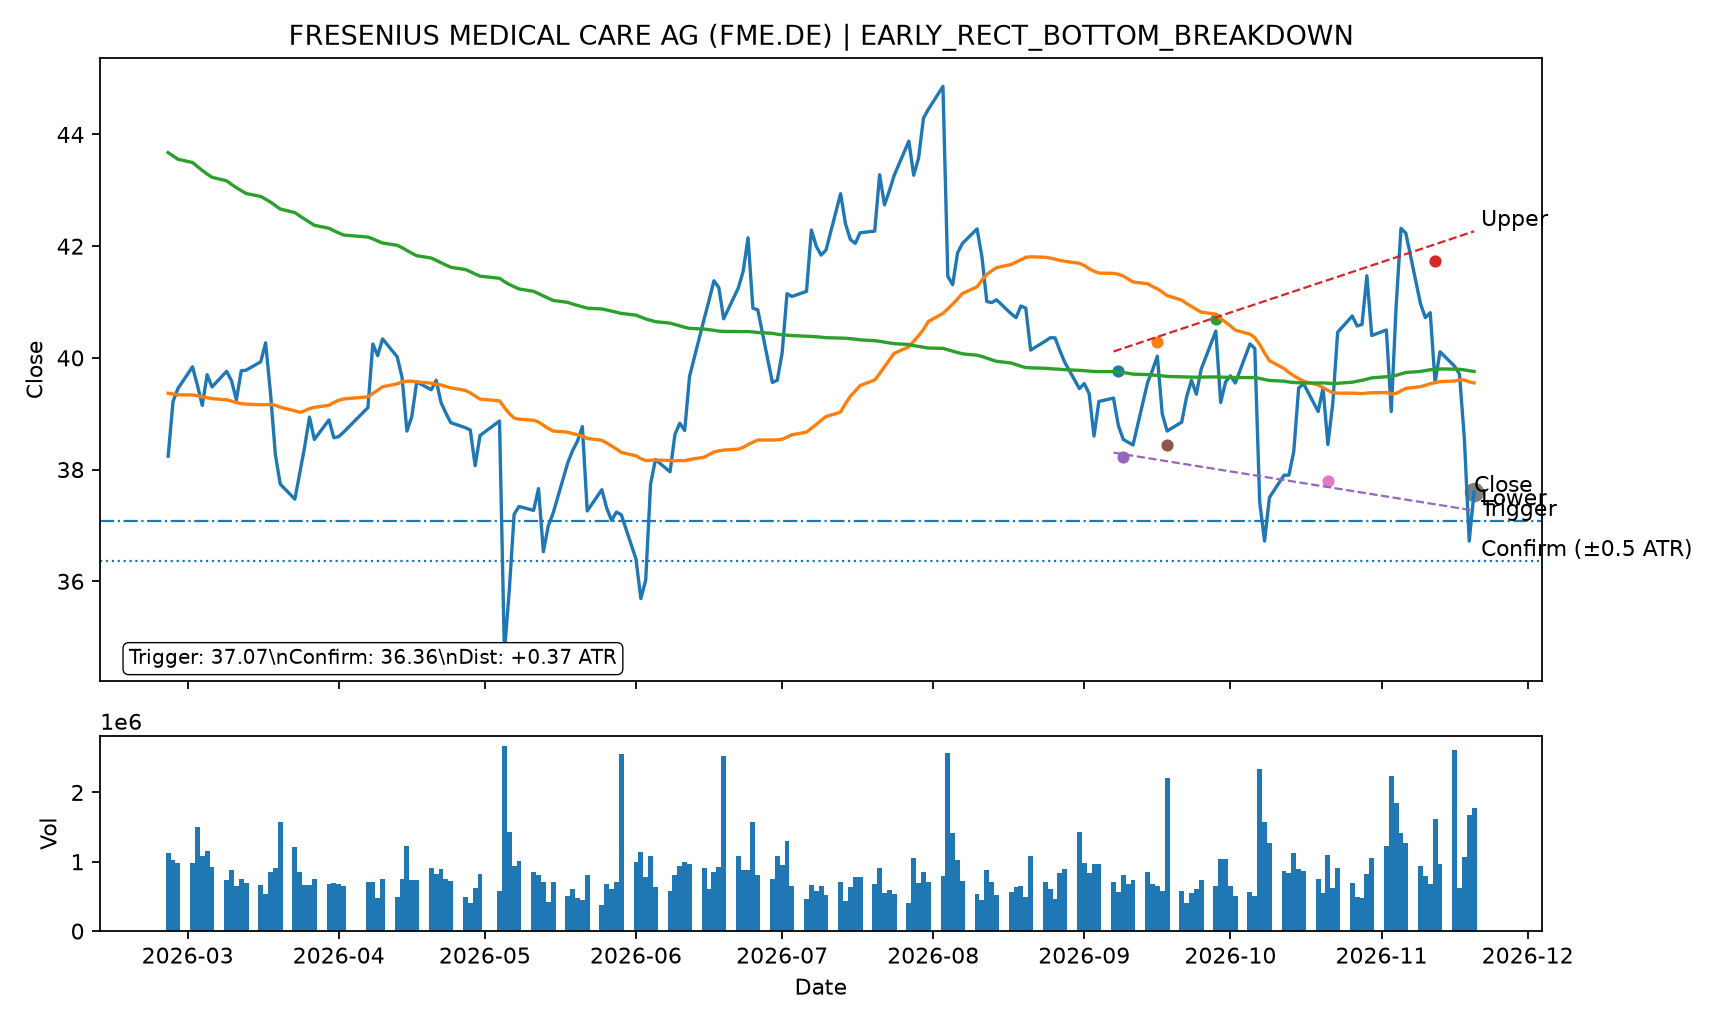 FRESENIUS MEDICAL CARE AG (FME.DE) | EARLY_RECT_BOTTOM_BREAKDOWN
Close
44
42
40
38
36
Upper
Close
Lower
Trigger
Confirm (±0.5 ATR)
Trigger: 37.07\nConfirm: 36.36\nDist: +0.37 ATR
1e6
Vol
2
1
0
2026-03 2026-04 2026-05 2026-06 2026-07 2026-08 2026-09 2026-10 2026-11 2026-12
Date